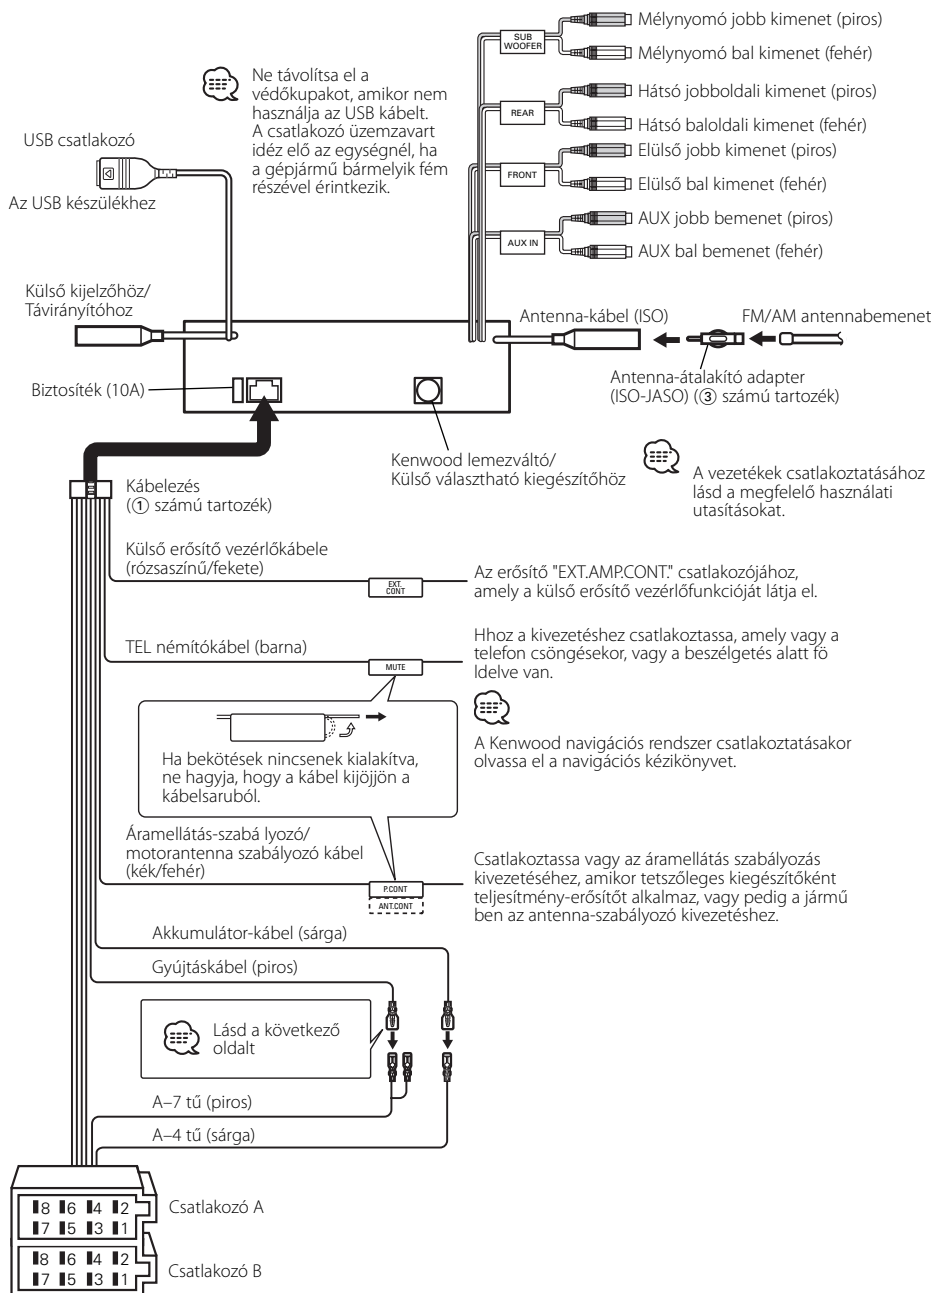 SUB
WOOFER
Mélynyomó jobb kimenet (piros)
Mélynyomó bal kimenet (fehér)
REAR
Hátsó jobboldali kimenet (piros)
Hátsó baloldali kimenet (fehér)
FRONT
Elülső jobb kimenet (piros)
Elülső bal kimenet (fehér)
AUX IN
AUX jobb bemenet (piros)
AUX bal bemenet (fehér)
Ne távolítsa el a
védőkupakot, amikor nem
használja az USB kábelt.
A csatlakozó üzemzavart
idéz elő az egységnél, ha
a gépjármű bármelyik fém
részével érintkezik.
USB csatlakozó
Az USB készülékhez
Külső kijelzőhöz/
Távirányítóhoz
Antenna-kábel (ISO)
FM/AM antennabemenet
Biztosíték (10A)
Antenna-átalakító adapter
(ISO-JASO) (③ számú tartozék)
Kenwood lemezváltó/
Külső választható kiegészítőhöz
A vezetékek csatlakoztatásához
lásd a megfelelő használati
utasításokat.
Kábelezés
(① számú tartozék)
Külső erősítő vezérlőkábele
(rózsaszínű/fekete)
EXT.
CONT
Az erősítő "EXT.AMP.CONT." csatlakozójához,
amely a külső erősítő vezérlőfunkcióját látja el.
TEL némítókábel (barna)
MUTE
Hhoz a kivezetéshez csatlakoztassa, amely vagy a
telefon csöngésekor, vagy a beszélgetés alatt fö
ldelve van.
Ha bekötések nincsenek kialakítva,
ne hagyja, hogy a kábel kijöjjön a
kábelsaruból.
A Kenwood navigációs rendszer csatlakoztatásakor
olvassa el a navigációs kézikönyvet.
Áramellátás-szabá lyozó/
motorantenna szabályozó kábel
(kék/fehér)
P.CONT
ANT.CONT
Csatlakoztassa vagy az áramellátás szabályozás
kivezetéséhez, amikor tetszőleges kiegészítőként
teljesítmény-erősítőt alkalmaz, vagy pedig a jármű
ben az antenna-szabályozó kivezetéshez.
Akkumulátor-kábel (sárga)
Gyújtáskábel (piros)
Lásd a következő
oldalt
A–7 tű (piros)
A–4 tű (sárga)
8 6 4 2
7 5 3 1
Csatlakozó A
8 6 4 2
7 5 3 1
Csatlakozó B